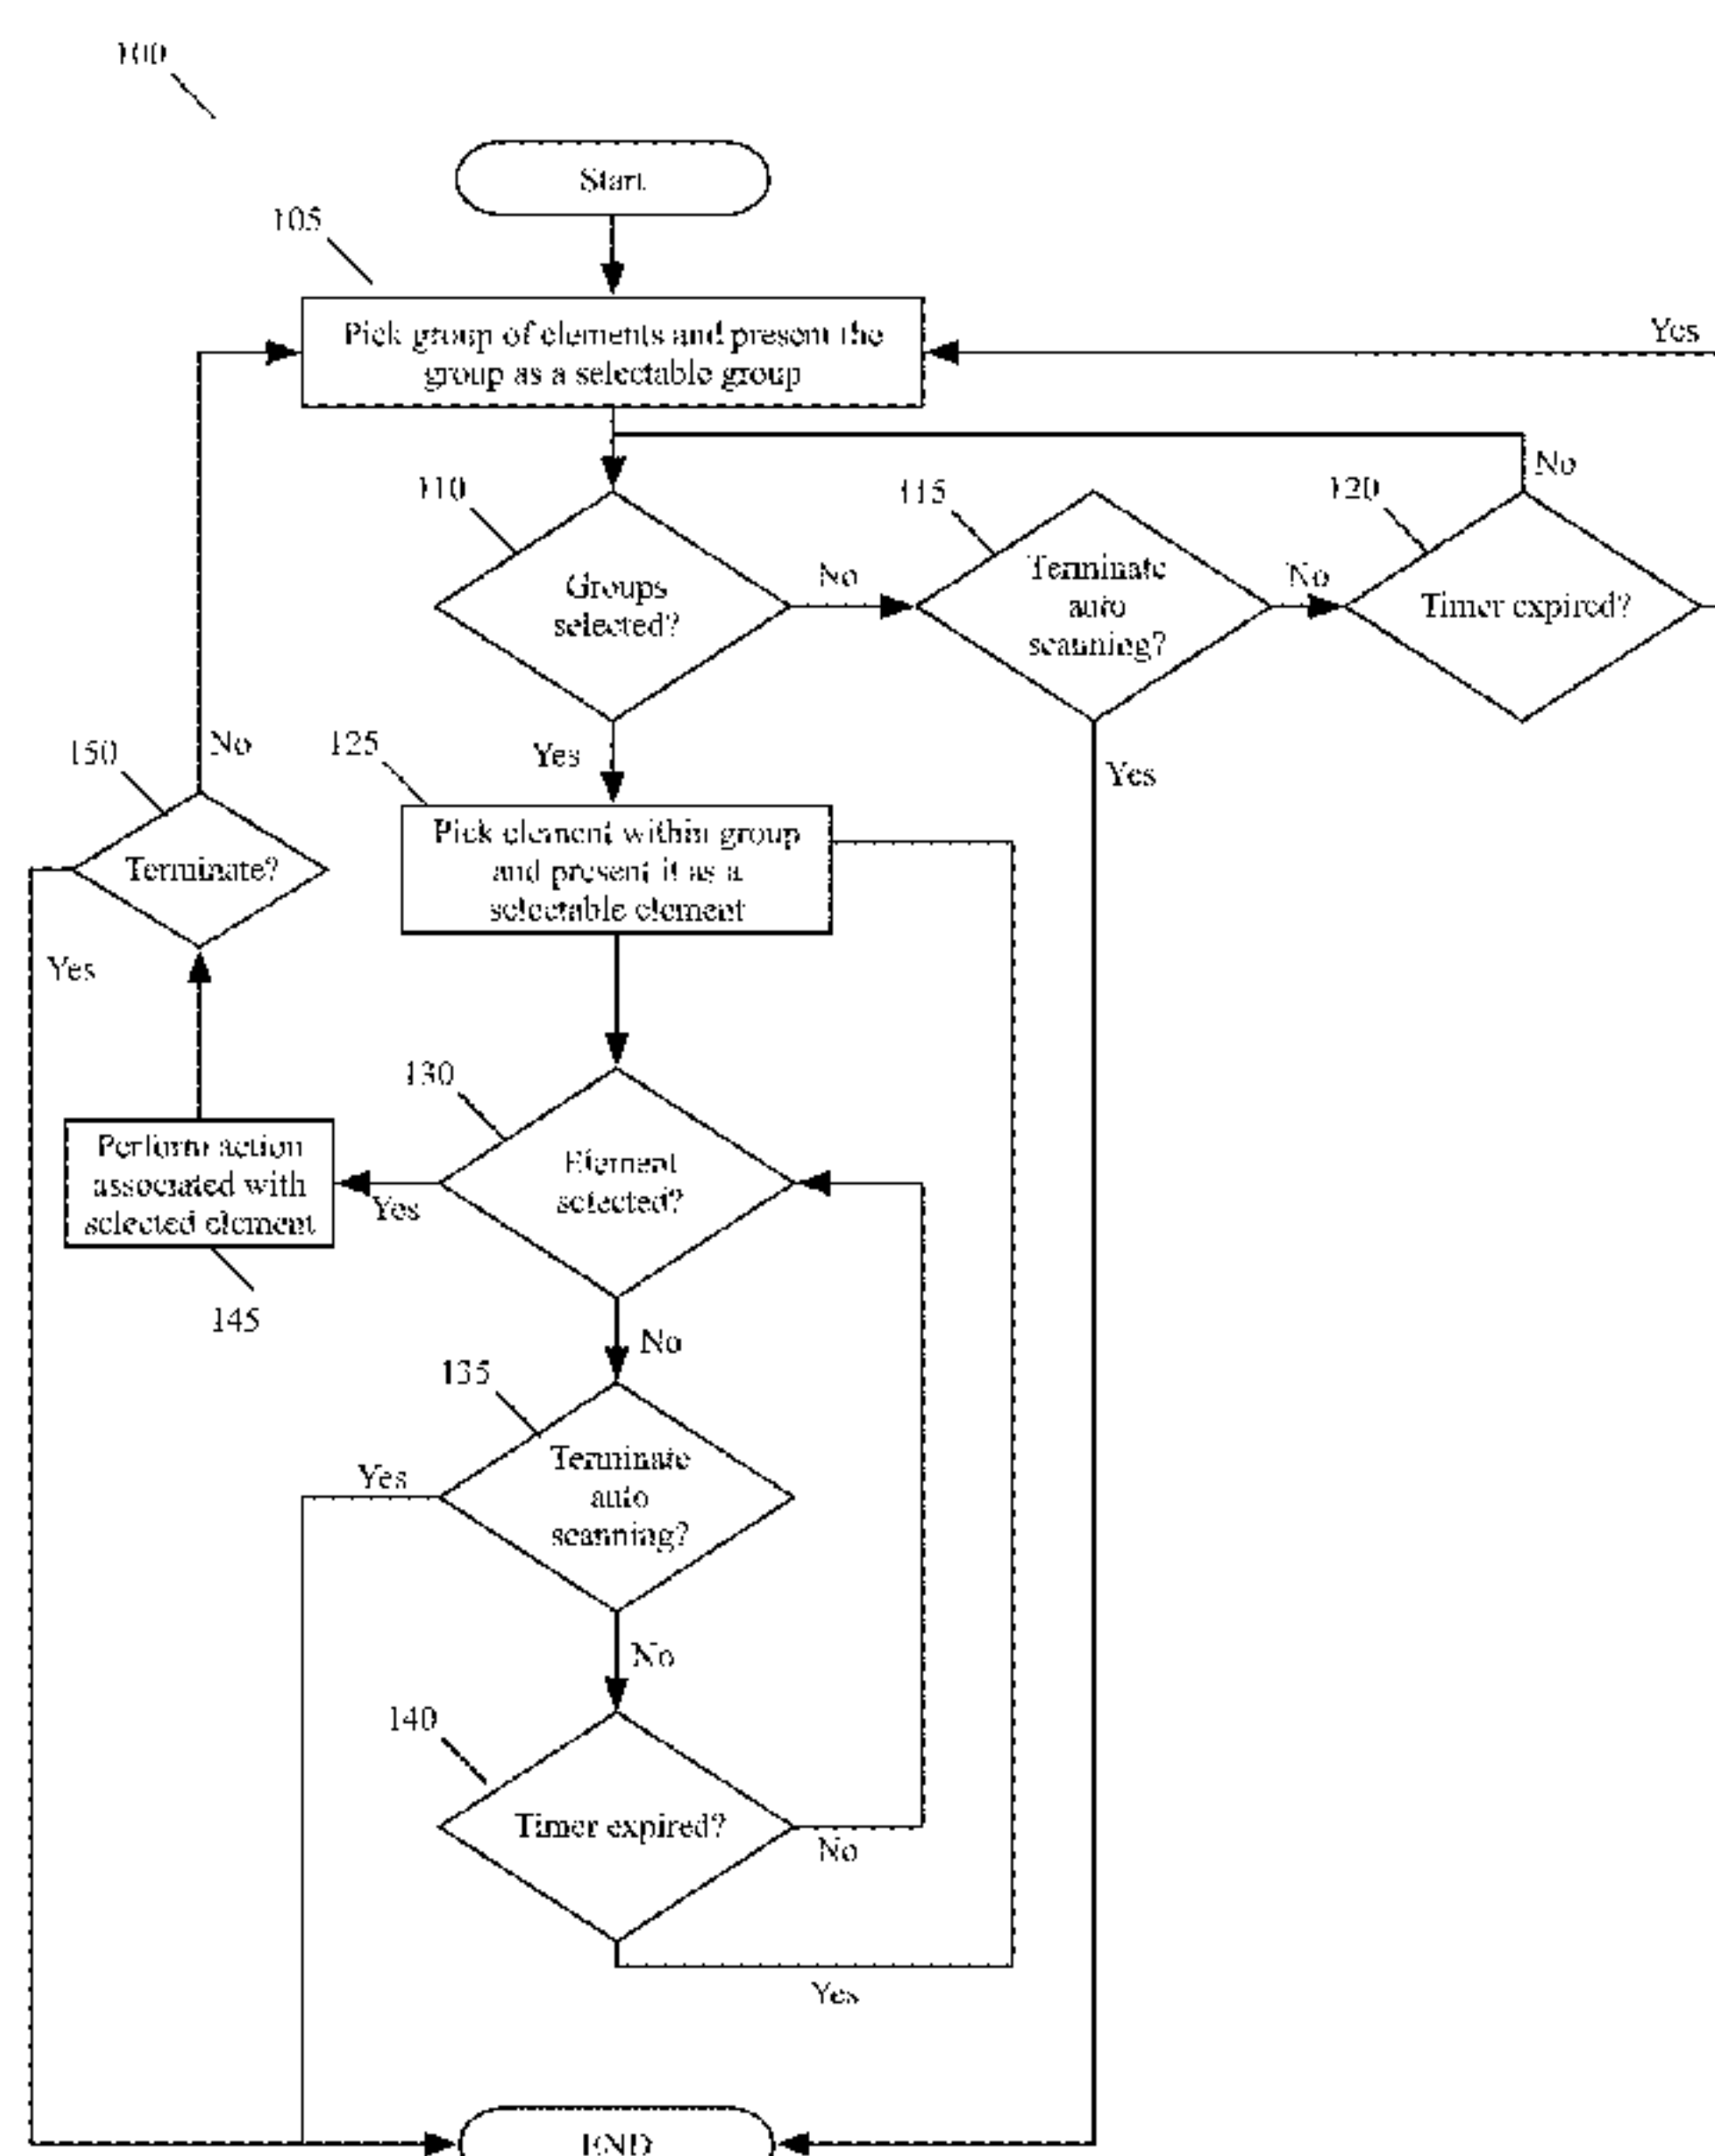 100
Start
105
Pick group of elements and present the
group as a selectable group
Yes
No
110
115
120
Groups
selected?
No
Terminate
auto
scanning?
No
Timer expired?
150
No
Yes
125
Yes
Terminate?
Pick element within group
and present it as a
selectable element
Yes
130
Perform action
associated with
selected element
Yes
Element
selected?
145
No
135
Yes
Terminate
auto
scanning?
No
140
Timer expired?
No
Yes
END